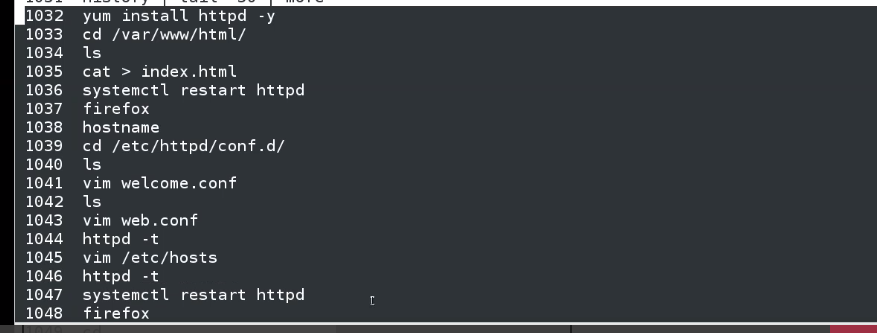 1031 history | tail -50 | more
1032 yum install httpd -y
1033 cd /var/www/html/
1034 ls
1035 cat > index.html
1036 systemctl restart httpd
1037 firefox
1038 hostname
1039 cd /etc/httpd/conf.d/
1040 ls
1041 vim welcome.conf
1042 ls
1043 vim web.conf
1044 httpd -t
1045 vim /etc/hosts
1046 httpd -t
1047 systemctl restart httpd
1048 firefox